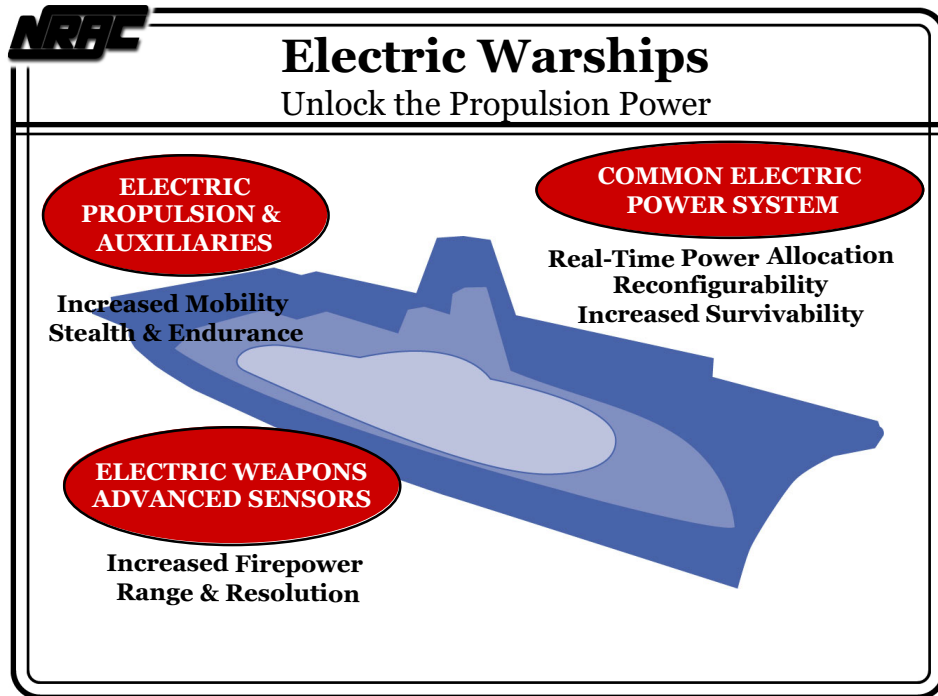 NRAC
Electric Warships
Unlock the Propulsion Power
ELECTRIC
PROPULSION &
AUXILIARIES
Increased Mobility
Stealth & Endurance
COMMON ELECTRIC
POWER SYSTEM
Real-Time Power Allocation
Reconfigurability
Increased Survivability
ELECTRIC WEAPONS
ADVANCED SENSORS
Increased Firepower
Range & Resolution